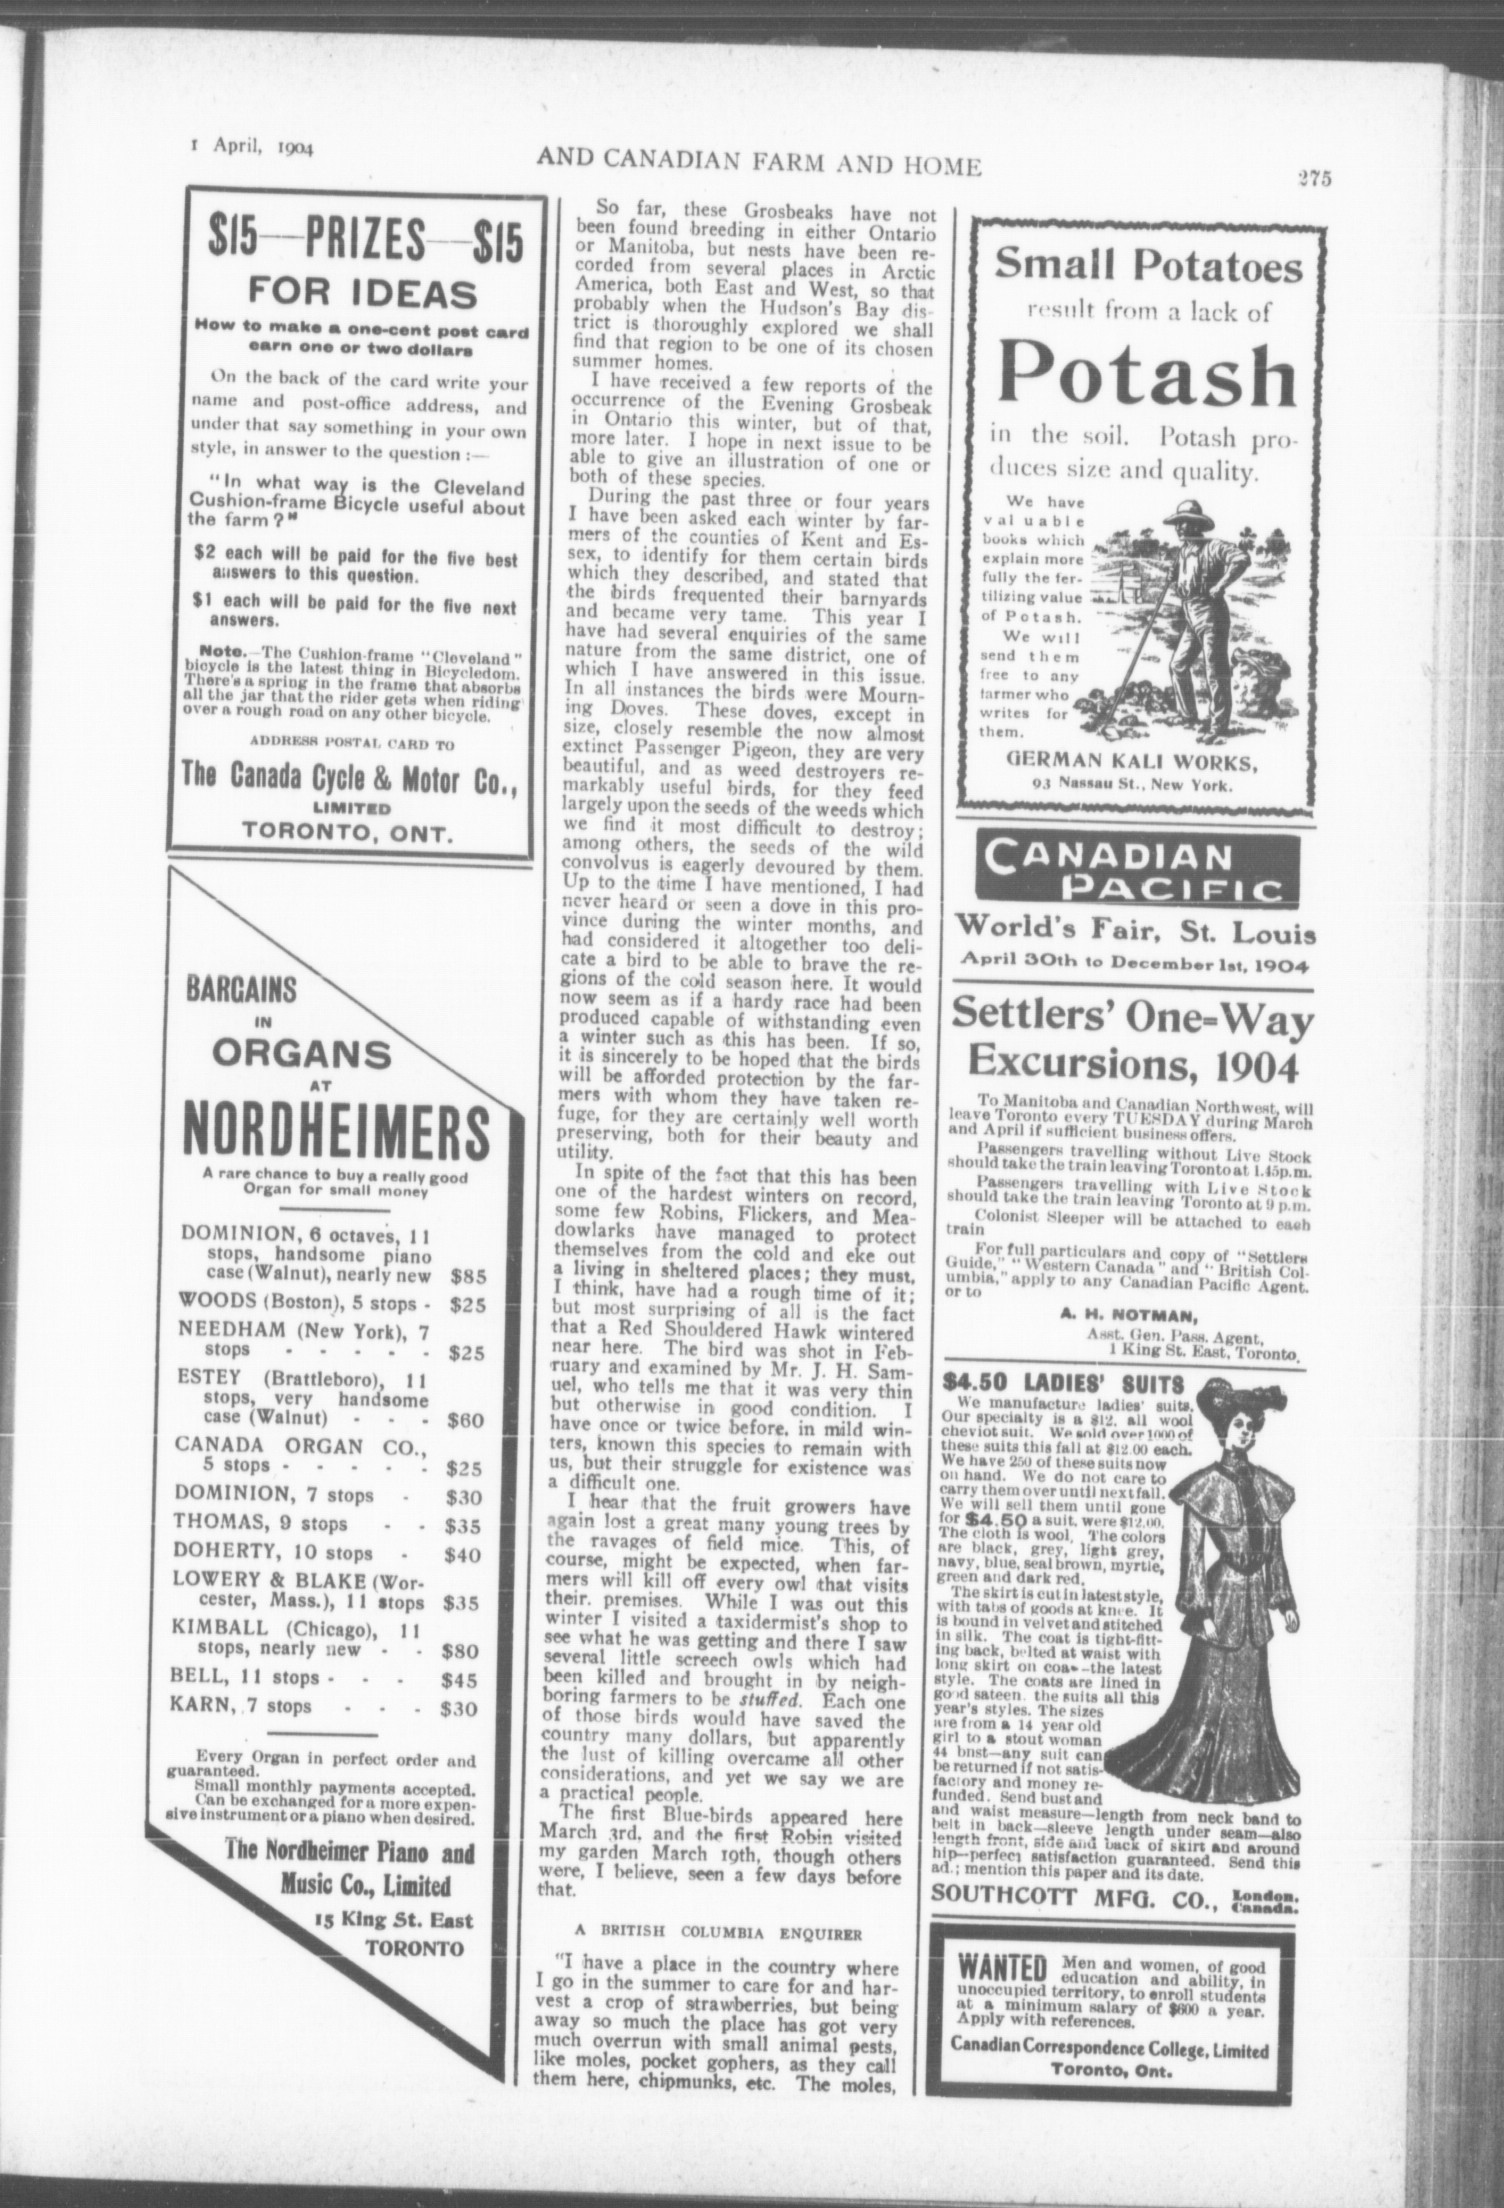 1 April, 1904
AND CANADIAN FARM AND HOME
275
$15—PRIZES—$15
FOR IDEAS
How to make a one-cent post card
earn one or two dollars
On the back of the card write your
name and post-office address, and
under that say something in your own
style, in answer to the question :—
"In what way is the Cleveland
Cushion-frame Bicycle useful about
the farm ?"
$2 each will be paid for the five best
answers to this question.
$1 each will be paid for the five next
answers.
Note.—The Cushion-frame "Cleveland"
bicycle is the latest thing in Bicycledom.
There's a spring in the frame that absorbs
all the jar that the rider gets when riding
over a rough road on any other bicycle.
ADDRESS POSTAL CARD TO
The Canada Cycle & Motor Co.,
LIMITED
TORONTO, ONT.
BARGAINS
IN
ORGANS
AT
NORDHEIMERS
A rare chance to buy a really good
Organ for small money
DOMINION, 6 octaves, 11
stops, handsome piano
case (Walnut), nearly new $85
WOODS (Boston), 5 stops - $25
NEEDHAM (New York), 7
stops - - - - - $25
ESTEY (Brattleboro), 11
stops, very handsome
case (Walnut) - - - $60
CANADA ORGAN CO.,
5 stops - - - - - $25
DOMINION, 7 stops - $30
THOMAS, 9 stops - - $35
DOHERTY, 10 stops - $40
LOWERY & BLAKE (Wor-
cester, Mass.), 11 stops $35
KIMBALL (Chicago), 11
stops, nearly new - - $80
BELL, 11 stops - - - $45
KARN, 7 stops - - - $30
Every Organ in perfect order and
guaranteed.
Small monthly payments accepted.
Can be exchanged for a more expen-
sive instrument or a piano when desired.
The Nordheimer Piano and
Music Co., Limited
15 King St. East
TORONTO
So far, these Grosbeaks have not
been found breeding in either Ontario
or Manitoba, but nests have been re-
corded from several places in Arctic
America, both East and West, so that
probably when the Hudson's Bay dis-
trict is thoroughly explored we shall
find that region to be one of its chosen
summer homes.
I have received a few reports of the
occurrence of the Evening Grosbeak
in Ontario this winter, but of that,
more later. I hope in next issue to be
able to give an illustration of one or
both of these species.
During the past three or four years
I have been asked each winter by far-
mers of the counties of Kent and Es-
sex, to identify for them certain birds
which they described, and stated that
the birds frequented their barnyards
and became very tame. This year I
have had several enquiries of the same
nature from the same district, one of
which I have answered in this issue.
In all instances the birds were Mourn-
ing Doves. These doves, except in
size, closely resemble the now almost
extinct Passenger Pigeon, they are very
beautiful, and as weed destroyers re-
markably useful birds, for they feed
largely upon the seeds of the weeds which
we find it most difficult to destroy;
among others, the seeds of the wild
convolvus is eagerly devoured by them.
Up to the time I have mentioned, I had
never heard or seen a dove in this pro-
vince during the winter months, and
had considered it altogether too deli-
cate a bird to be able to brave the re-
gions of the cold season here. It would
now seem as if a hardy race had been
produced capable of withstanding even
a winter such as this has been. If so,
it is sincerely to be hoped that the birds
will be afforded protection by the far-
mers with whom they have taken re-
fuge, for they are certainly well worth
preserving, both for their beauty and
utility.
In spite of the fact that this has been
one of the hardest winters on record,
some few Robins, Flickers, and Mea-
dowlarks have managed to protect
themselves from the cold and eke out
a living in sheltered places; they must,
I think, have had a rough time of it;
but most surprising of all is the fact
that a Red Shouldered Hawk wintered
near here. The bird was shot in Feb-
ruary and examined by Mr. J. H. Sam-
uel, who tells me that it was very thin
but otherwise in good condition. I
have once or twice before, in mild win-
ters, known this species to remain with
us, but their struggle for existence was
a difficult one.
I hear that the fruit growers have
again lost a great many young trees by
the ravages of field mice. This, of
course, might be expected, when far-
mers will kill off every owl that visits
their. premises. While I was out this
winter I visited a taxidermist's shop to
see what he was getting and there I saw
several little screech owls which had
been killed and brought in by neigh-
boring farmers to be stuffed. Each one
of those birds would have saved the
country many dollars, but apparently
the lust of killing overcame all other
considerations, and yet we say we are
a practical people.
The first Blue-birds appeared here
March 3rd, and the first Robin visited
my garden March 19th, though others
were, I believe, seen a few days before
that.
A BRITISH COLUMBIA ENQUIRER
"I have a place in the country where
I go in the summer to care for and har-
vest a crop of strawberries, but being
away so much the place has got very
much overrun with small animal pests,
like moles, pocket gophers, as they call
them here, chipmunks, etc. The moles,
Small Potatoes
result from a lack of
Potash
in the soil. Potash pro-
duces size and quality.
We have
valuable
books which
explain more
fully the fer-
tilizing value
of Potash.
We will
send them
free to any
farmer who
writes for
them.
GERMAN KALI WORKS,
93 Nassau St., New York.
CANADIAN
PACIFIC
World's Fair, St. Louis
April 30th to December 1st, 1904
Settlers' One-Way
Excursions, 1904
To Manitoba and Canadian Northwest, will
leave Toronto every TUESDAY during March
and April if sufficient business offers.
Passengers travelling without Live Stock
should take the train leaving Toronto at 1.45p.m.
Passengers travelling with Live Stock
should take the train leaving Toronto at 9 p.m.
Colonist Sleeper will be attached to each
train
For full particulars and copy of "Settlers
Guide," "Western Canada" and "British Col-
umbia," apply to any Canadian Pacific Agent.
or to
A. H. NOTMAN,
Asst. Gen. Pass. Agent,
1 King St. East, Toronto.
$4.50 LADIES' SUITS
We manufacture ladies' suits.
Our specialty is a $12. all wool
cheviot suit. We sold over 1000 of
these suits this fall at $12.00 each.
We have 250 of these suits now
on hand. We do not care to
carry them over until next fall.
We will sell them until gone
for $4.50 a suit, were $12.00.
The cloth is wool. The colors
are black, grey, light grey,
navy, blue, seal brown, myrtle,
green and dark red.
The skirt is cut in latest style,
with tabs of goods at knee. It
is bound in velvet and stitched
in silk. The coat is tight-fitt-
ing back, belted at waist with
long skirt on coat--the latest
style. The coats are lined in
good sateen, the suits all this
year's styles. The sizes
are from a 14 year old
girl to a stout woman
44 bust—any suit can
be returned if not satis-
factory and money re-
funded. Send bust and
and waist measure—length from neck band to
belt in back—sleeve length under seam—also
length front, side and back of skirt and around
hip—perfect satisfaction guaranteed. Send this
ad.; mention this paper and its date.
SOUTHCOTT MFG. CO., London, Canada.
WANTED Men and women, of good
education and ability, in
unoccupied territory, to enroll students
at a minimum salary of $600 a year.
Apply with references.
Canadian Correspondence College, Limited
Toronto, Ont.